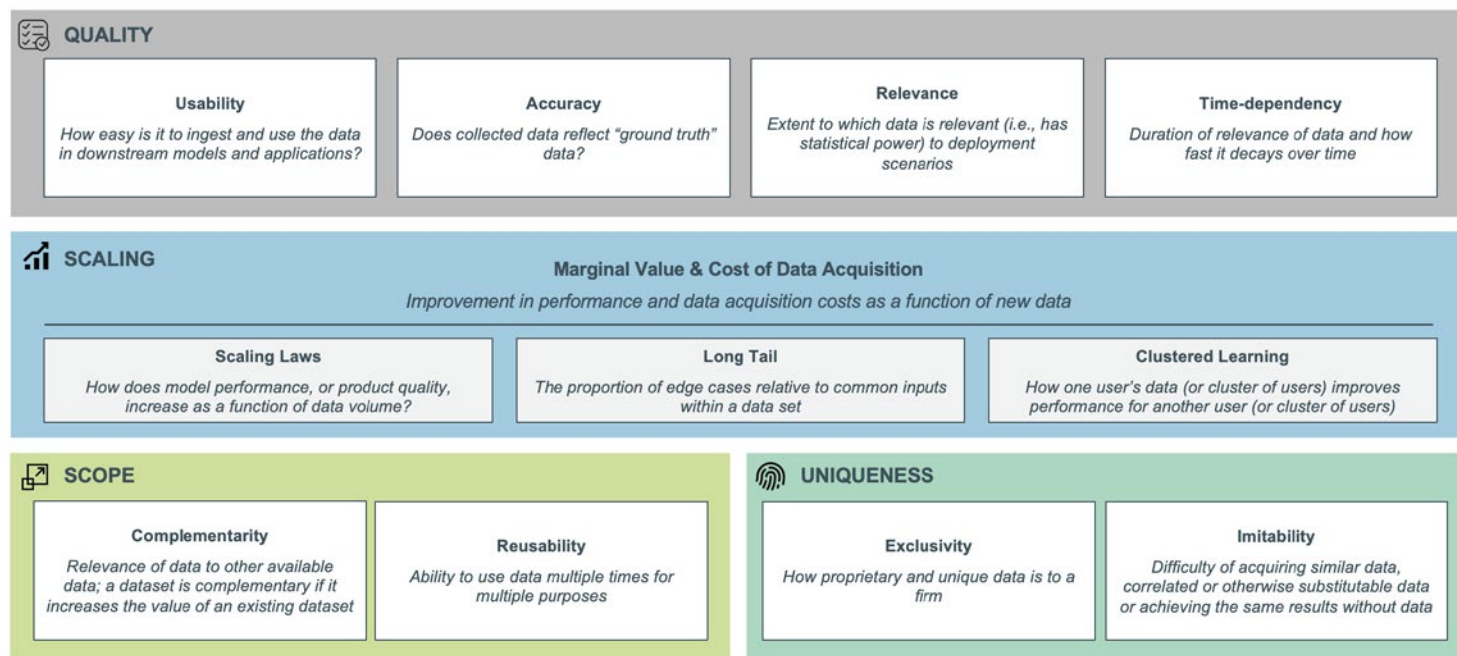 QUALITY
Usability
How easy is it to ingest and use the data
in downstream models and applications?
Accuracy
Does collected data reflect “ground truth”
data?
Relevance
Extent to which data is relevant (i.e., has
statistical power) to deployment
scenarios
Time-dependency
Duration of relevance of data and how
fast it decays over time
SCALING
Marginal Value & Cost of Data Acquisition
Improvement in performance and data acquisition costs as a function of new data
Scaling Laws
How does model performance, or product quality,
increase as a function of data volume?
Long Tail
The proportion of edge cases relative to common inputs
within a data set
Clustered Learning
How one user’s data (or cluster of users) improves
performance for another user (or cluster of users)
SCOPE
Complementarity
Relevance of data to other available
data; a dataset is complementary if it
increases the value of an existing dataset
Reusability
Ability to use data multiple times for
multiple purposes
UNIQUENESS
Exclusivity
How proprietary and unique data is to a
firm
Imitability
Difficulty of acquiring similar data,
correlated or otherwise substitutable data
or achieving the same results without data